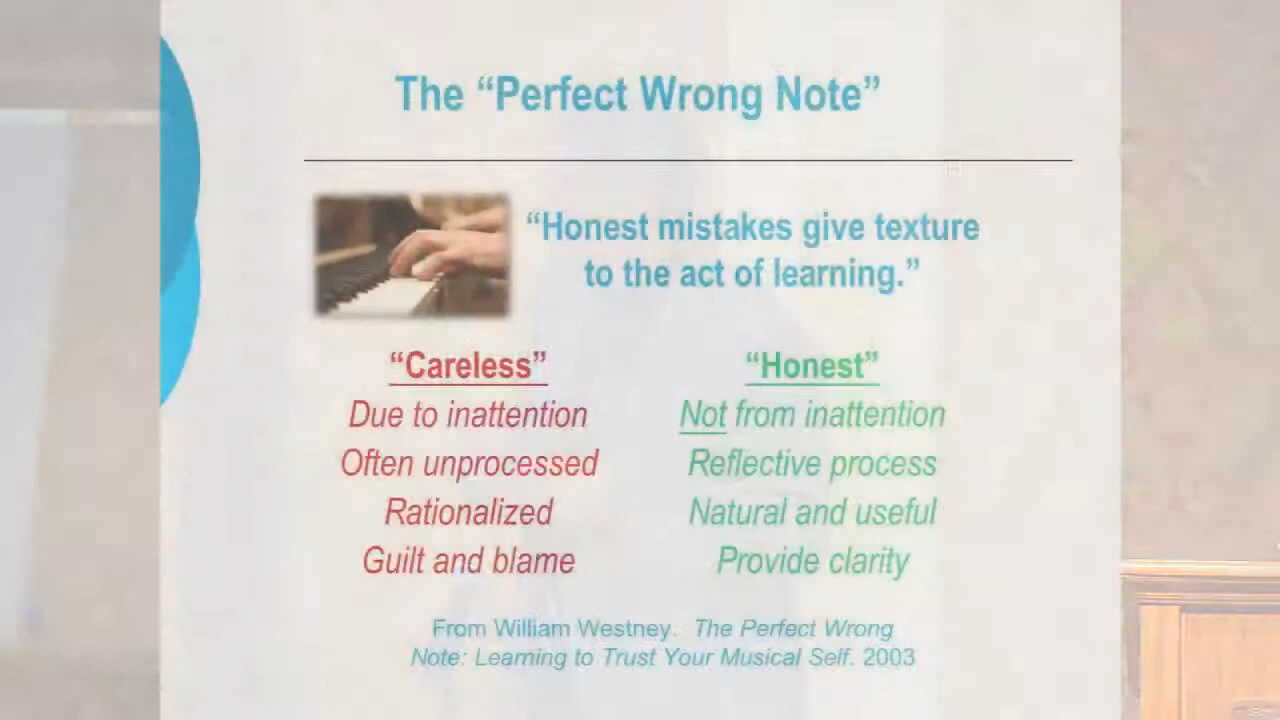 The “Perfect Wrong Note”
“Honest mistakes give texture
to the act of learning.”
“Careless”
Due to inattention
Often unprocessed
Rationalized
Guilt and blame
“Honest”
Not from inattention
Reflective process
Natural and useful
Provide clarity
From William Westney.  The Perfect Wrong
Note: Learning to Trust Your Musical Self. 2003